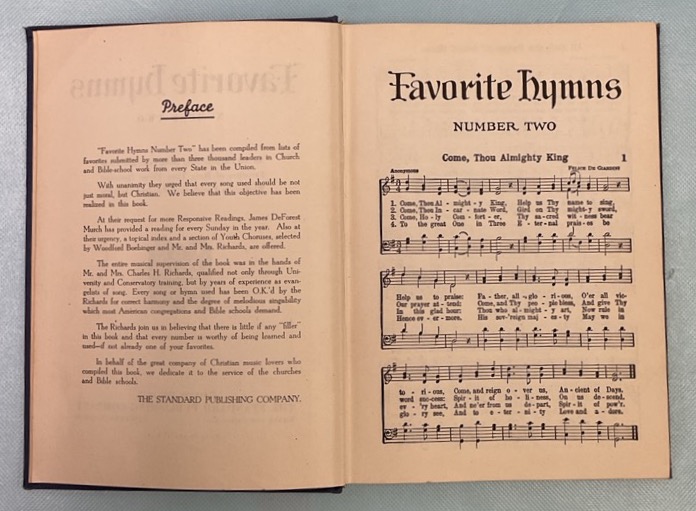 Preface
"Favorite Hymns Number Two" has been compiled from lists of
favorites submitted by more than three thousand leaders in Church
and Bible-school work from every State in the Union.
With unanimity they urged that every song used should be not
just moral, but Christian. We believe that this objective has been
realized in this book.
At their request for more Responsive Readings, James DeForest
Murch has provided a reading for every Sunday in the year. Also at
their urgency, a topical index and a section of Youth Choruses, selected
by Woodford Boebinger and Mr. and Mrs. Richards, are offered.
The entire musical supervision of the book was in the hands of
Mr. and Mrs. Charles H. Richards, qualified not only through Uni-
versity and Conservatory training, but by years of experience as evan-
gelists of song. Every song or hymn used has been O.K.'d by the
Richards for correct harmony and the degree of melodious singability
which most American congregations and Bible schools demand.
The Richards join us in believing that there is little if any "filler"
in this book and that every number is worthy of being learned and
used—if not already one of your favorites.
In behalf of the great company of Christian music lovers who
compiled this book, we dedicate it to the service of the churches
and Bible schools.
THE STANDARD PUBLISHING COMPANY.
Favorite Hymns
NUMBER TWO
Come, Thou Almighty King 1
Anonymous Felice De Giardini
1. Come, Thou Al - might - y King, Help us Thy name to sing,
2. Come, Thou In - car - nate Word, Gird on Thy might-y sword,
3. Come, Ho - ly Com - fort - er, Thy sa-cred wit - ness bear
4. To the great One in Three E - ter - nal prais - es be
Help us to praise: Fa - ther, all - glo - ri - ous, O'er all vic-
Our prayer at - tend: Come, and Thy peo - ple bless, And give Thy
In this glad hour: Thou who al - might - y art, Now rule in
Hence ev - er - more. His sov-'reign maj - es - ty May we in
to - ri - ous, Come, and reign o - ver us, An - cient of Days.
word suc-cess: Spir - it of ho - li - ness, On us de - scend.
ev - 'ry heart, And ne'er from us de - part, Spir - it of pow'r.
glo - ry see, And to e - ter - ni - ty Love and a - dore.